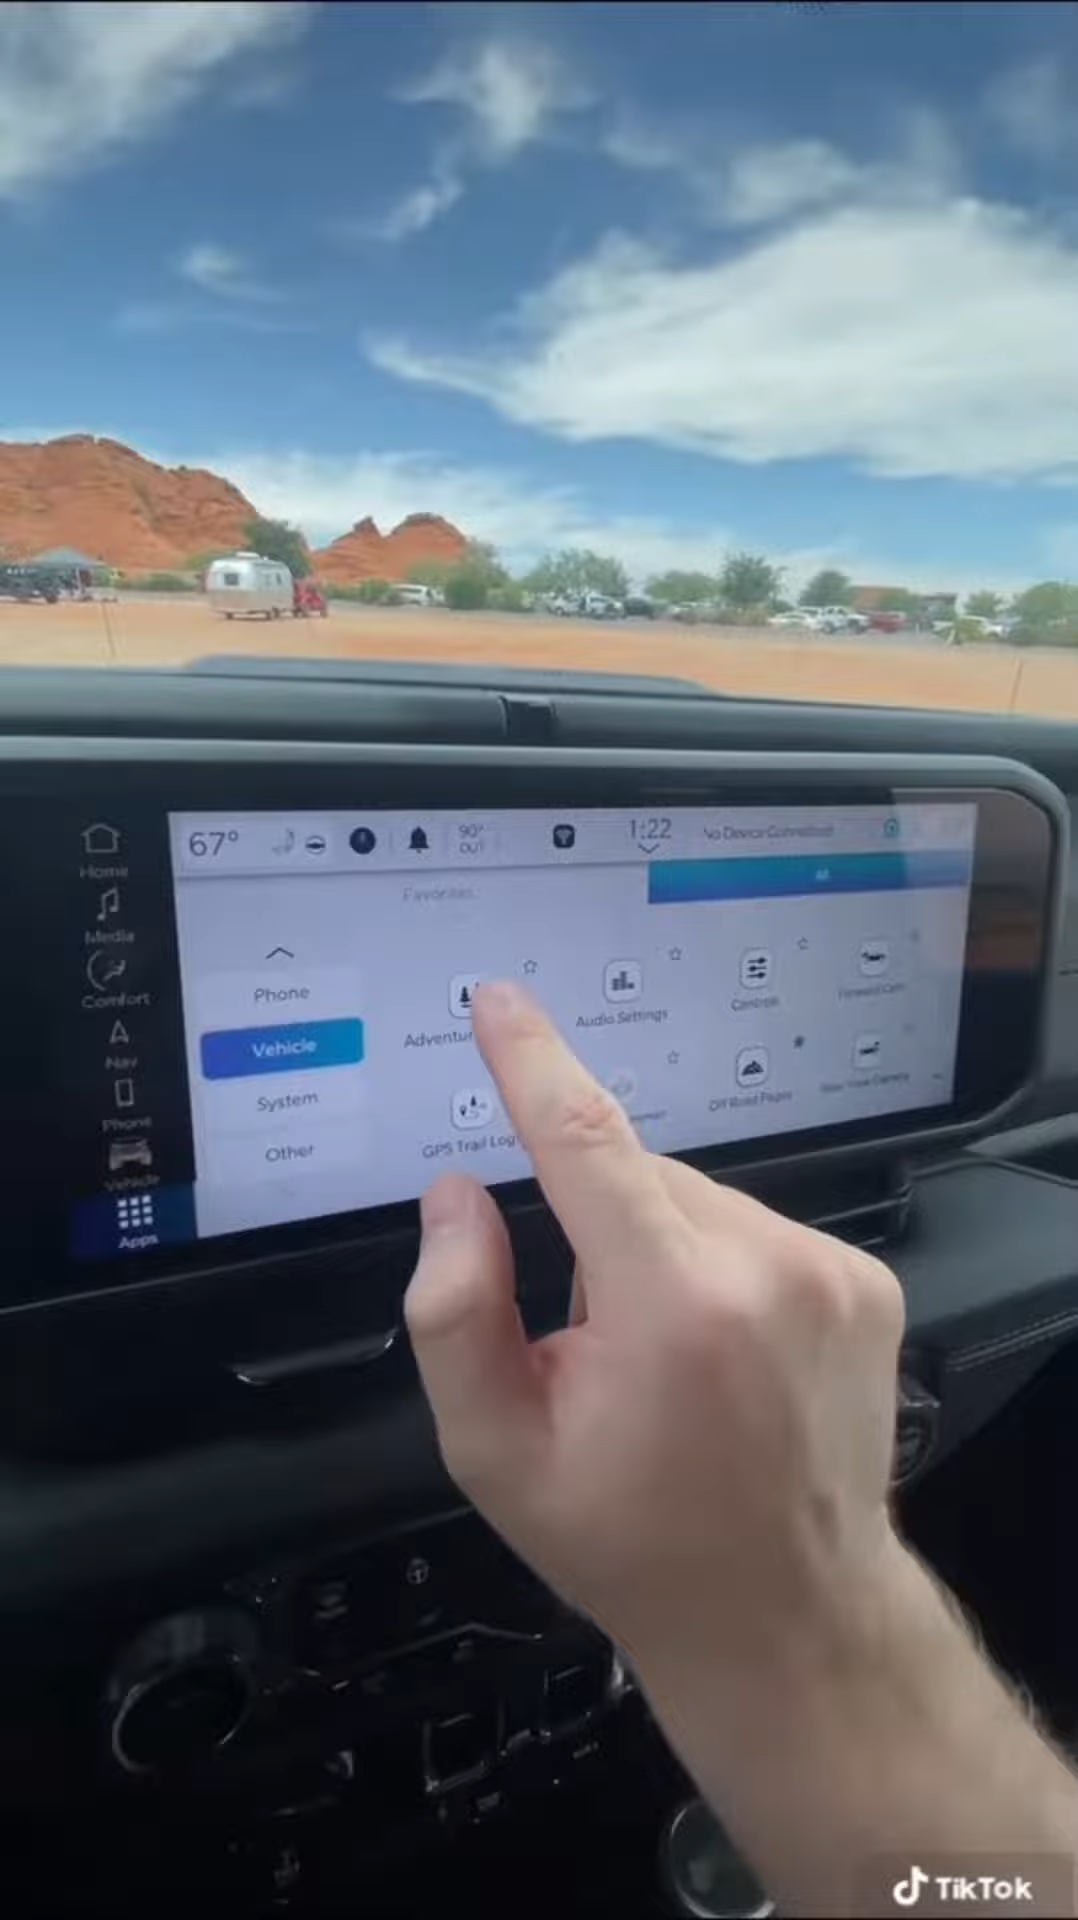 67°
90°
OUT
1:22
No Device Connected
Favorites
All
Home
Media
Comfort
Nav
Phone
Vehicle
Apps
Phone
Vehicle
System
Other
Audio Settings
Controls
GPS Trail Log
Off Road Pages
TikTok